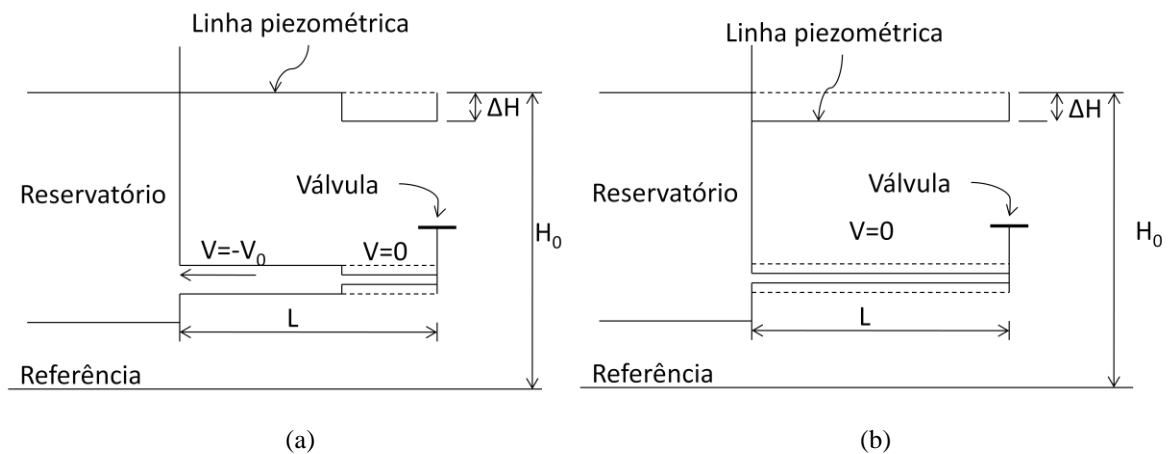 Linha piezométrica
ΔH
Reservatório
Válvula
H₀
V=-V₀
V=0
L
Referência
(a)
Linha piezométrica
ΔH
Reservatório
Válvula
H₀
V=0
L
Referência
(b)